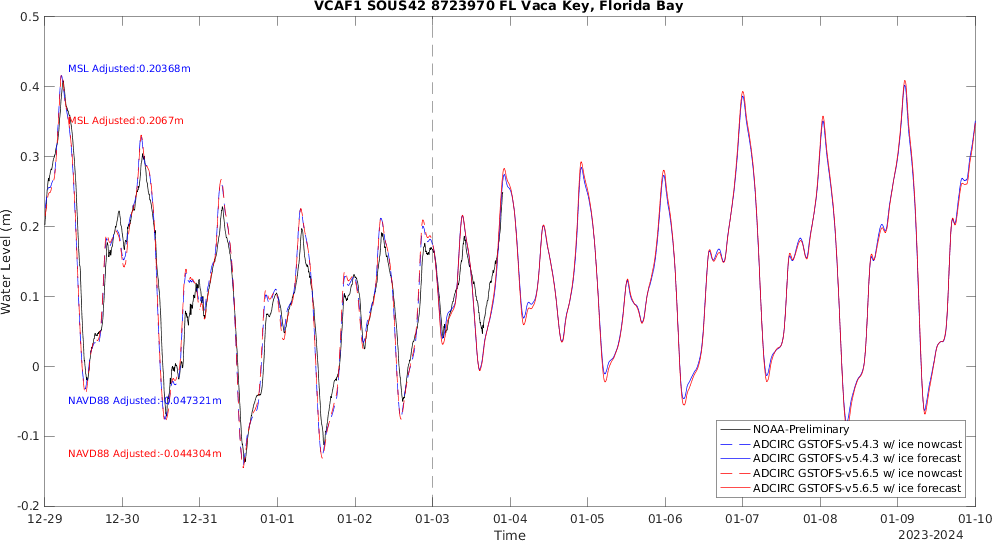 VCAF1 SOUS42 8723970 FL Vaca Key, Florida Bay
0.5
0.4
0.3
0.2
0.1
0
-0.1
-0.2
Water Level (m)
MSL Adjusted:0.20368m
MSL Adjusted:0.2067m
NAVD88 Adjusted:-0.047321m
NAVD88 Adjusted:-0.044304m
NOAA-Preliminary
ADCIRC GSTOFS-v5.4.3 w/ ice nowcast
ADCIRC GSTOFS-v5.4.3 w/ ice forecast
ADCIRC GSTOFS-v5.6.5 w/ ice nowcast
ADCIRC GSTOFS-v5.6.5 w/ ice forecast
12-29 12-30 12-31 01-01 01-02 01-03 01-04 01-05 01-06 01-07 01-08 01-09 01-10
Time
2023-2024